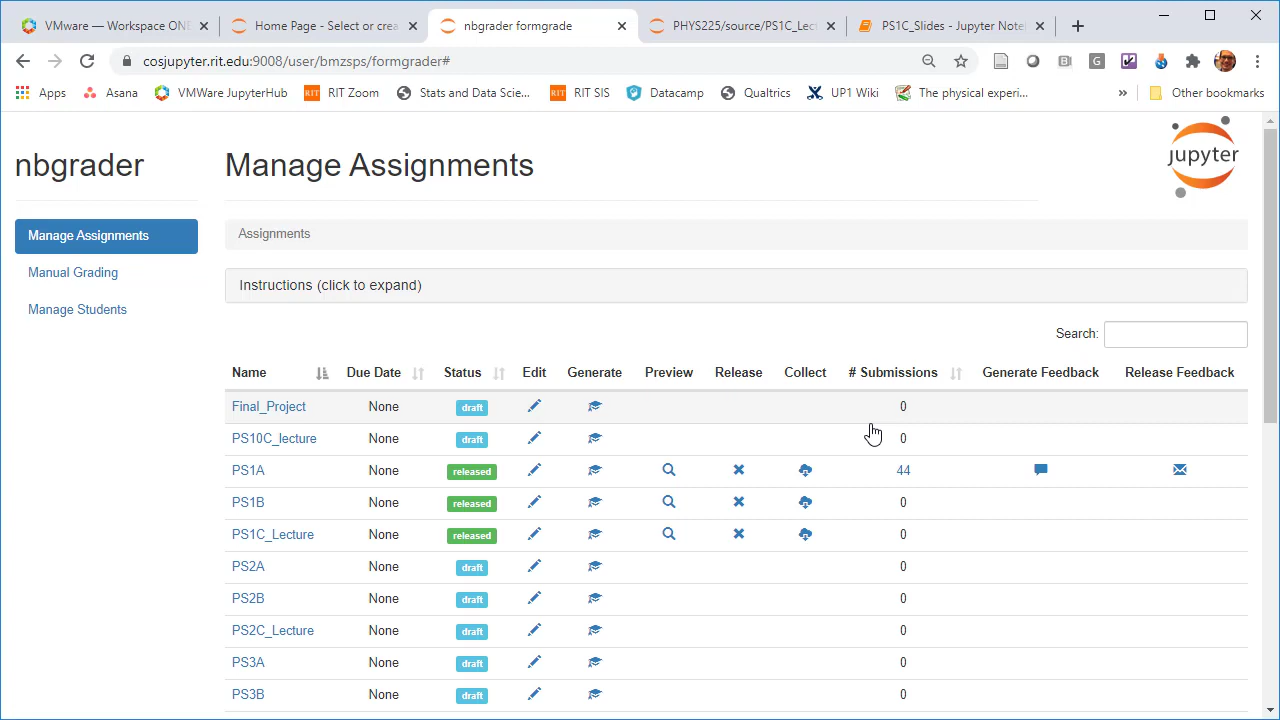 VMware — Workspace ONE
Home Page - Select or crea
nbgrader formgrade
PHYS225/source/PS1C_Lect
PS1C_Slides - Jupyter Note
cosjupyter.rit.edu:9008/user/bmzsps/formgrader#
Apps
Asana
VMWare JupyterHub
RIT
RIT Zoom
Stats and Data Scie...
RIT
RIT SIS
Datacamp
Qualtrics
UP1 Wiki
The physical experi...
»
Other bookmarks
nbgrader
Manage Assignments
jupyter
Manage Assignments
Manual Grading
Manage Students
Assignments
Instructions (click to expand)
Search:
Name Due Date Status Edit Generate Preview Release Collect # Submissions Generate Feedback Release Feedback
Final_Project None draft 0
PS10C_lecture None draft 0
PS1A None released 44
PS1B None released 0
PS1C_Lecture None released 0
PS2A None draft 0
PS2B None draft 0
PS2C_Lecture None draft 0
PS3A None draft 0
PS3B None draft 0